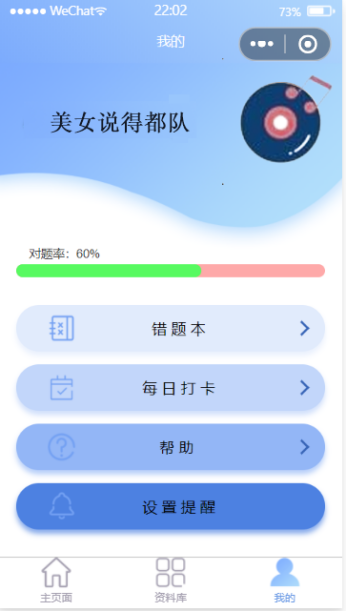 ●●●●● WeChat 22:02 73%
我的
美女说得都队
对题率：60%
错题本
每日打卡
帮助
设置提醒
主页面 资料库 我的